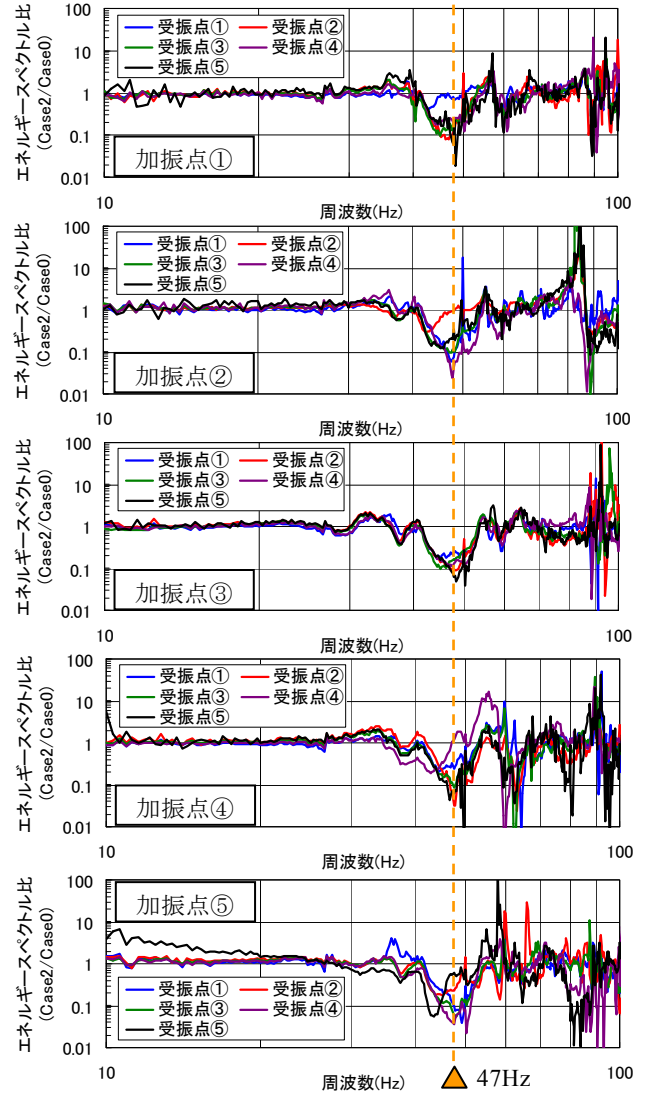 エネルギースペクトル比
(Case2/Case0)
100
10
1
0.1
0.01
受振点① 受振点②
受振点③ 受振点④
受振点⑤
加振点①
10 周波数(Hz) 100
エネルギースペクトル比
(Case2/Case0)
100
10
1
0.1
0.01
受振点① 受振点②
受振点③ 受振点④
受振点⑤
加振点②
10 周波数(Hz) 100
エネルギースペクトル比
(Case2/Case0)
100
10
1
0.1
0.01
受振点① 受振点②
受振点③ 受振点④
受振点⑤
加振点③
10 周波数(Hz) 100
エネルギースペクトル比
(Case2/Case0)
100
10
1
0.1
0.01
受振点① 受振点②
受振点③ 受振点④
受振点⑤
加振点④
10 周波数(Hz) 100
エネルギースペクトル比
(Case2/Case0)
100
10
1
0.1
0.01
加振点⑤
受振点① 受振点②
受振点③ 受振点④
受振点⑤
10 周波数(Hz) 47Hz 100